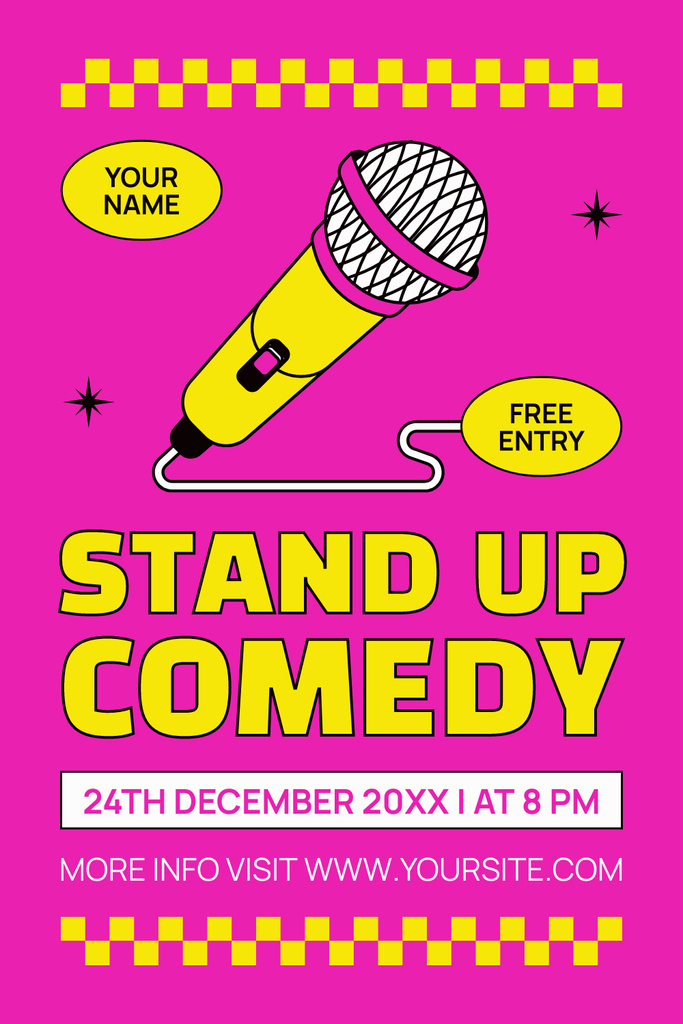 YOUR
NAME
FREE
ENTRY
STAND UP
COMEDY
24TH DECEMBER 20XX I AT 8 PM
MORE INFO VISIT WWW.YOURSITE.COM